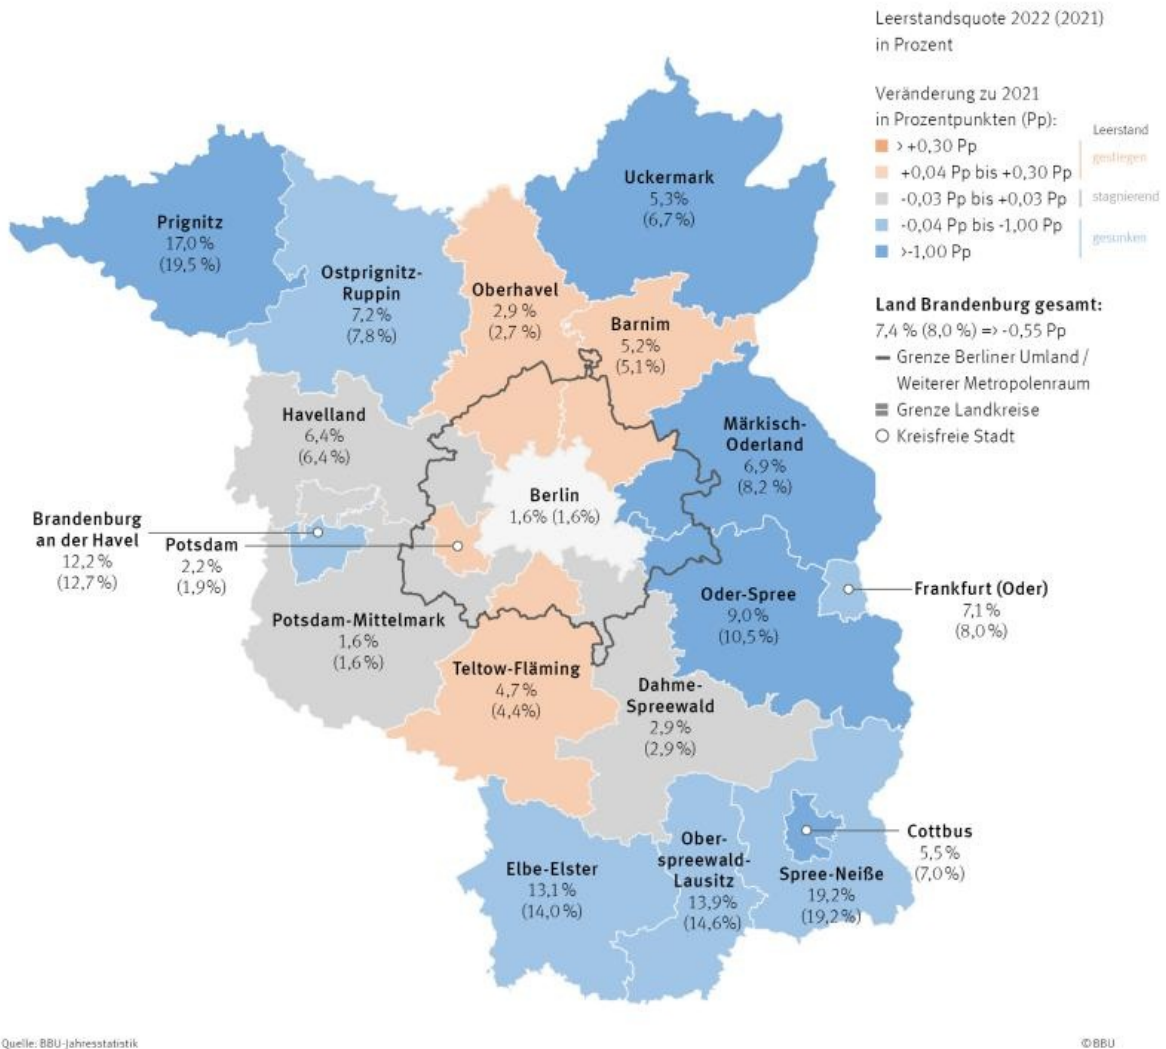 Leerstandsquote 2022 (2021)
in Prozent
Veränderung zu 2021
in Prozentpunkten (Pp):
Leerstand
> +0,30 Pp
+0,04 Pp bis +0,30 Pp
gestiegen
-0,03 Pp bis +0,03 Pp
stagnierend
-0,04 Pp bis -1,00 Pp
gesunken
>-1,00 Pp
Land Brandenburg gesamt:
7,4 % (8,0 %) => -0,55 Pp
Grenze Berliner Umland /
Weiterer Metropolenraum
Grenze Landkreise
Kreisfreie Stadt
Uckermark
5,3%
(6,7%)
Prignitz
17,0%
(19,5 %)
Ostprignitz-
Ruppin
7,2%
(7,8%)
Oberhavel
2,9 %
(2,7 %)
Barnim
5,2%
(5,1%)
Havelland
6,4%
(6,4%)
Märkisch-
Oderland
6,9%
(8,2 %)
Berlin
1,6% (1,6%)
Brandenburg
an der Havel
12,2%
(12,7%)
Potsdam
2,2%
(1,9%)
Potsdam-Mittelmark
1,6%
(1,6%)
Oder-Spree
9,0%
(10,5%)
Frankfurt (Oder)
7,1%
(8,0%)
Teltow-Fläming
4,7%
(4,4%)
Dahme-
Spreewald
2,9%
(2,9%)
Cottbus
5,5%
(7,0%)
Elbe-Elster
13,1%
(14,0%)
Ober-
spreewald-
Lausitz
13,9%
(14,6%)
Spree-Neiße
19,2%
(19,2%)
Quelle: BBU-Jahresstatistik
©BBU